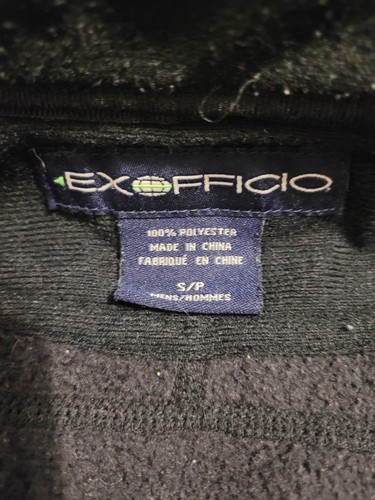 EXOFFICIO
100% POLYESTER
MADE IN CHINA
FABRIQUÉ EN CHINE
S/P
MENS/HOMMES